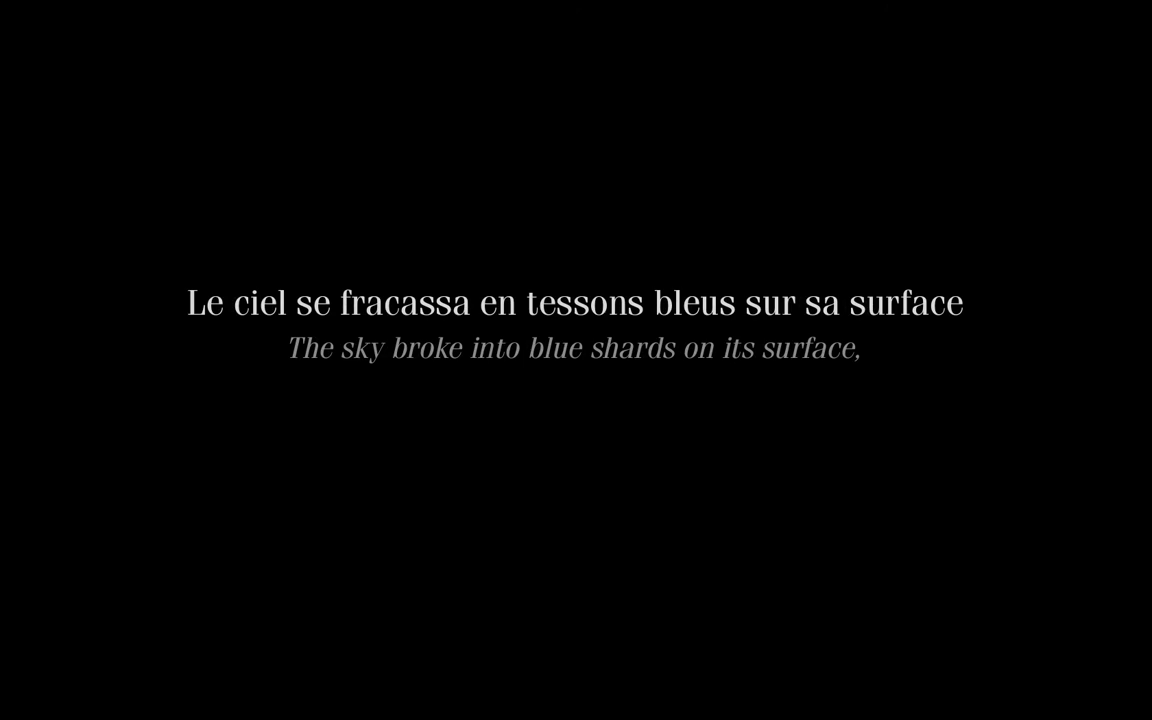 Le ciel se fracassa en tessons bleus sur sa surface
The sky broke into blue shards on its surface,